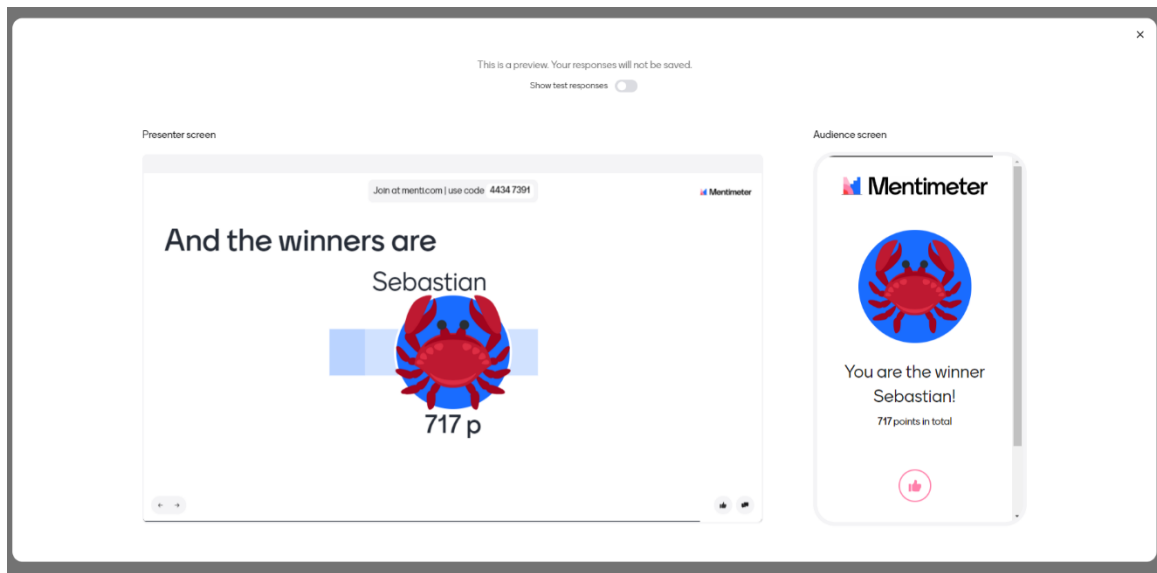 This is a preview. Your responses will not be saved.
Show test responses
Presenter screen
Join at menti.com | use code 4434 7391
Mentimeter
And the winners are
Sebastian
717 p
Audience screen
Mentimeter
You are the winner
Sebastian!
717 points in total